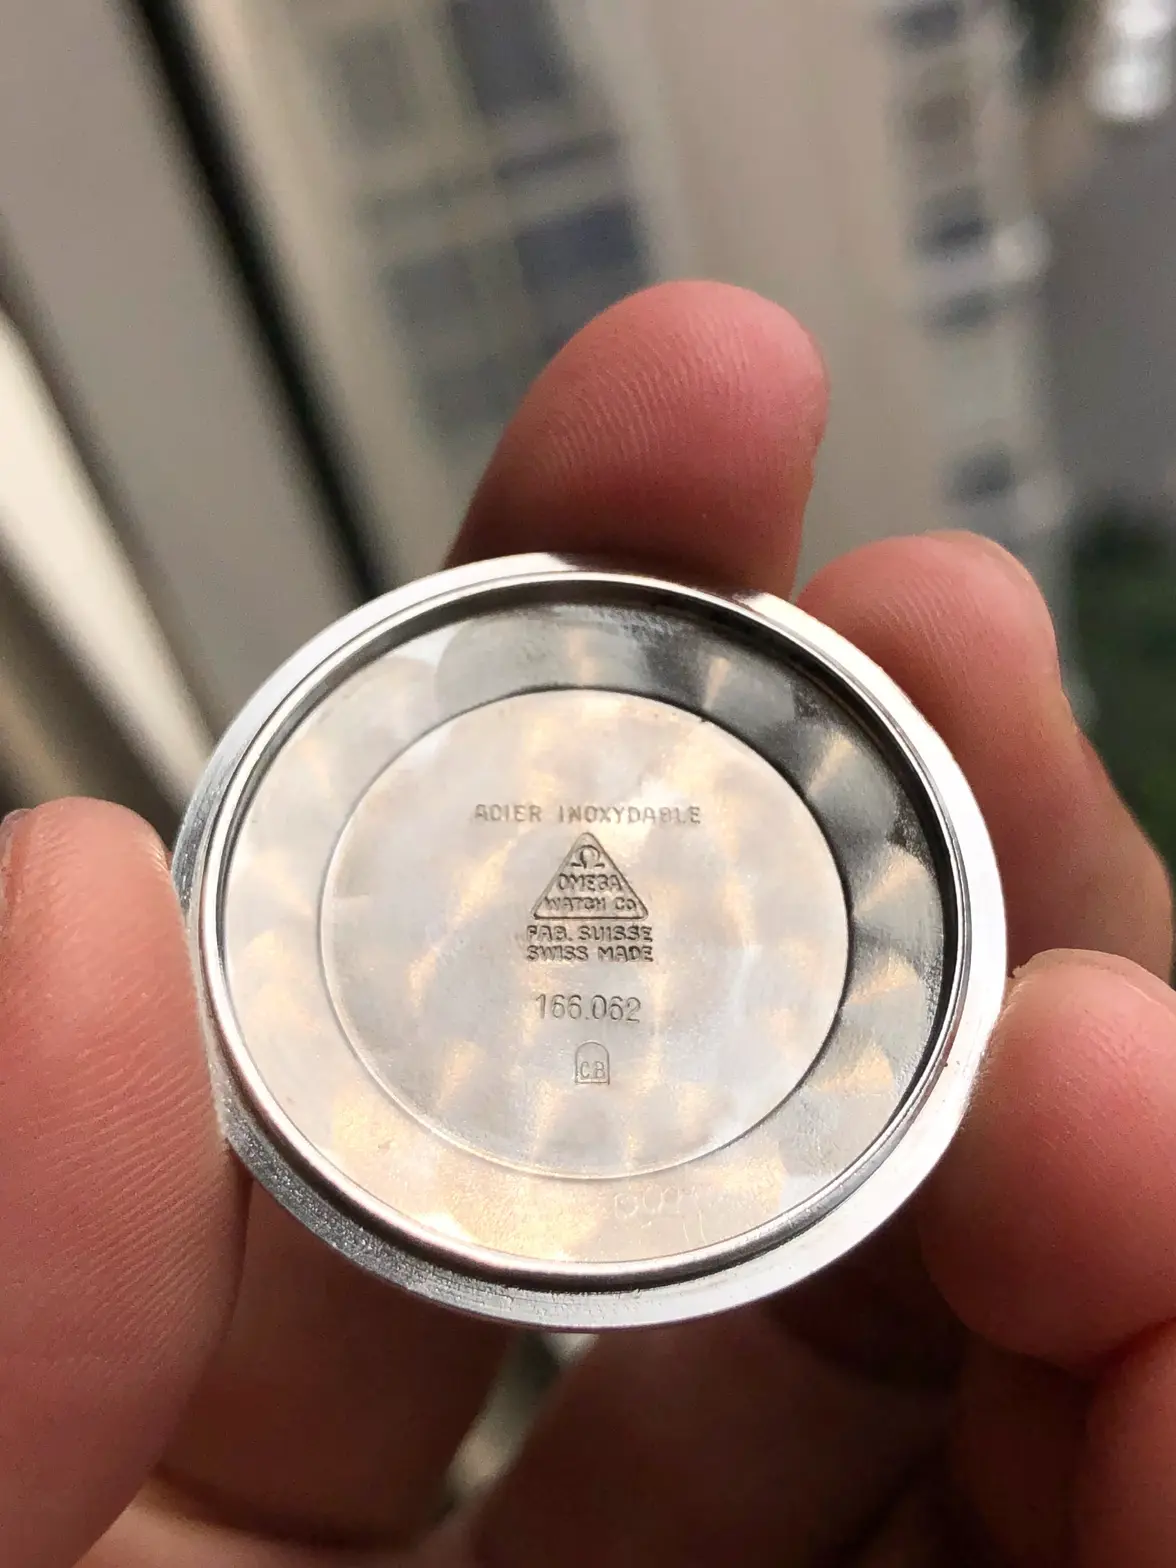 ACIER INOXYDABLE
Ω
OMEGA
WATCH Co
FAB. SUISSE
SWISS MADE
166.062
CB